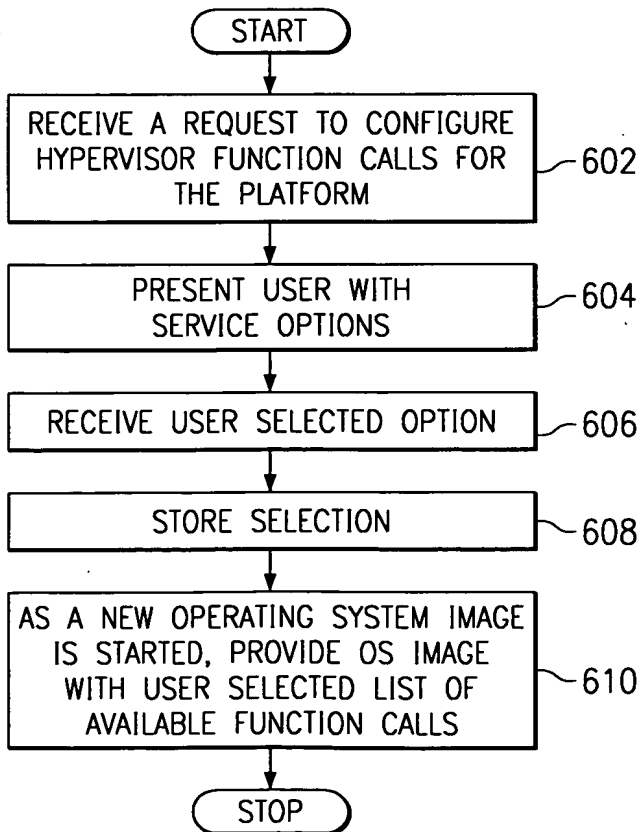 START
RECEIVE A REQUEST TO CONFIGURE
HYPERVISOR FUNCTION CALLS FOR
THE PLATFORM
602
PRESENT USER WITH
SERVICE OPTIONS
604
RECEIVE USER SELECTED OPTION
606
STORE SELECTION
608
AS A NEW OPERATING SYSTEM IMAGE
IS STARTED, PROVIDE OS IMAGE
WITH USER SELECTED LIST OF
AVAILABLE FUNCTION CALLS
610
STOP